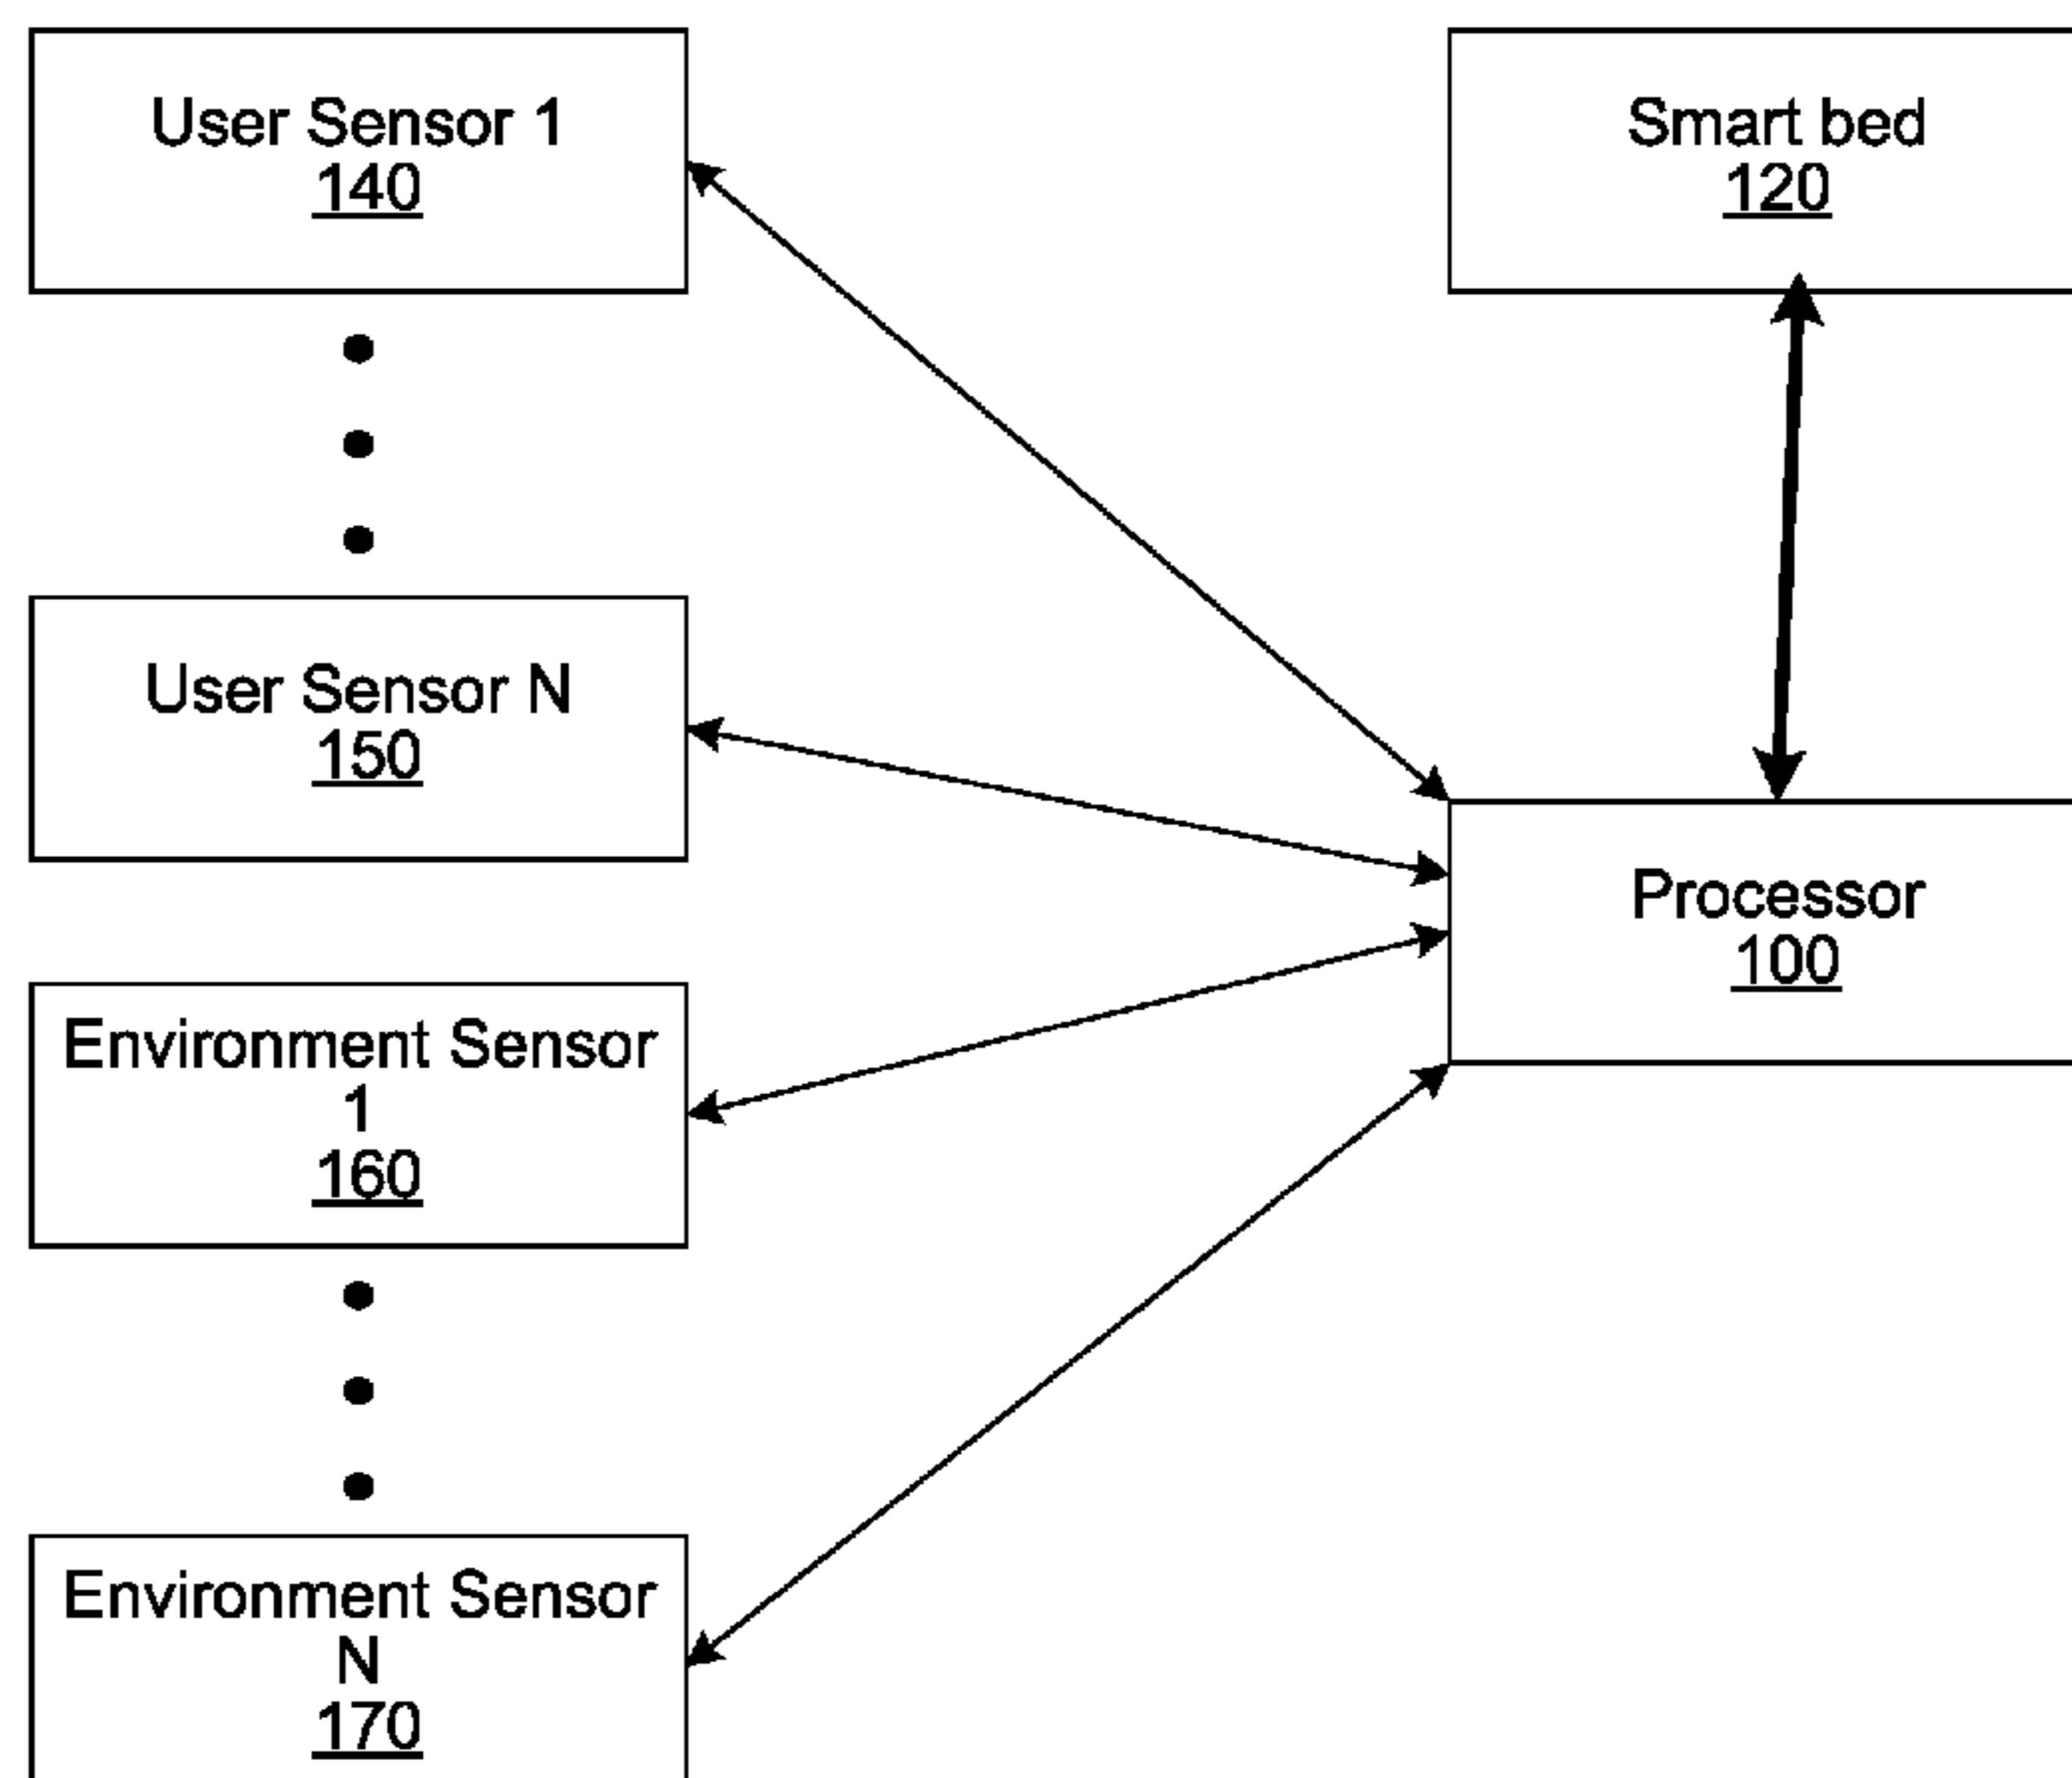 User Sensor 1
140
Smart bed
120
User Sensor N
150
Processor
100
Environment Sensor
1
160
Environment Sensor
N
170